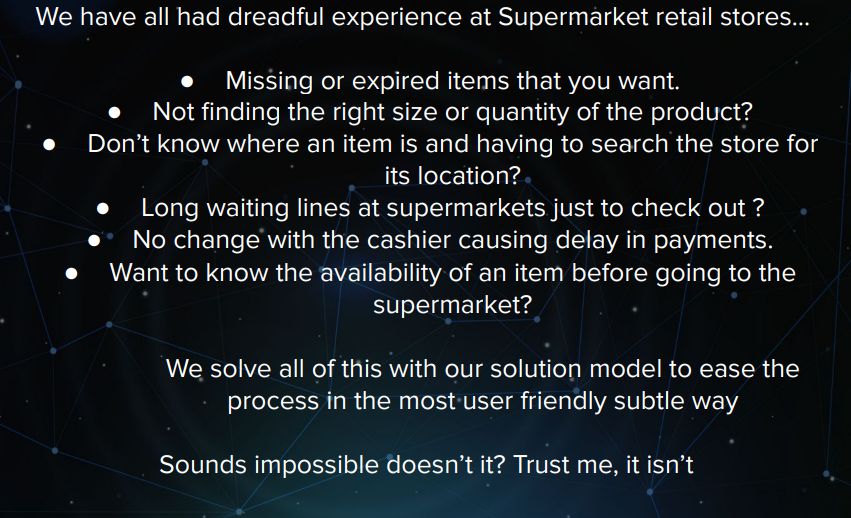 We have all had dreadful experience at Supermarket retail stores...
● Missing or expired items that you want.
● Not finding the right size or quantity of the product?
● Don’t know where an item is and having to search the store for
its location?
● Long waiting lines at supermarkets just to check out ?
● No change with the cashier causing delay in payments.
● Want to know the availability of an item before going to the
supermarket?
We solve all of this with our solution model to ease the
process in the most user friendly subtle way
Sounds impossible doesn’t it? Trust me, it isn’t